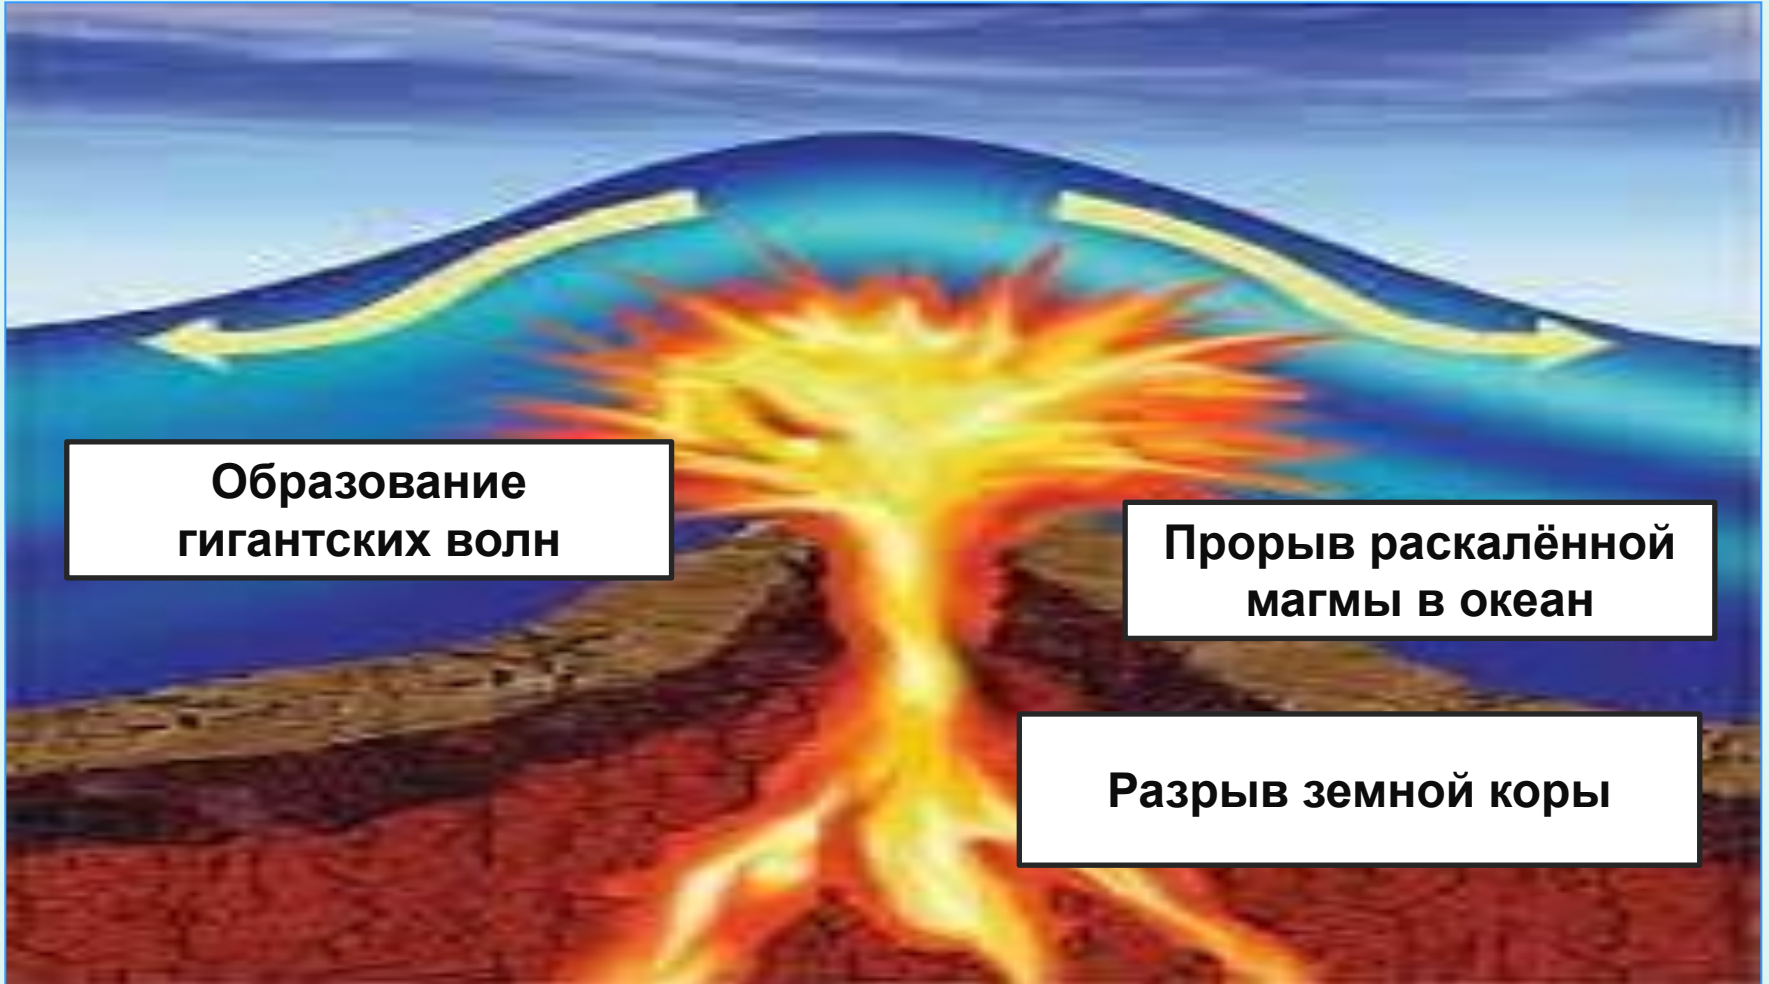 Образование
гигантских волн
Прорыв раскалённой
магмы в океан
Разрыв земной коры